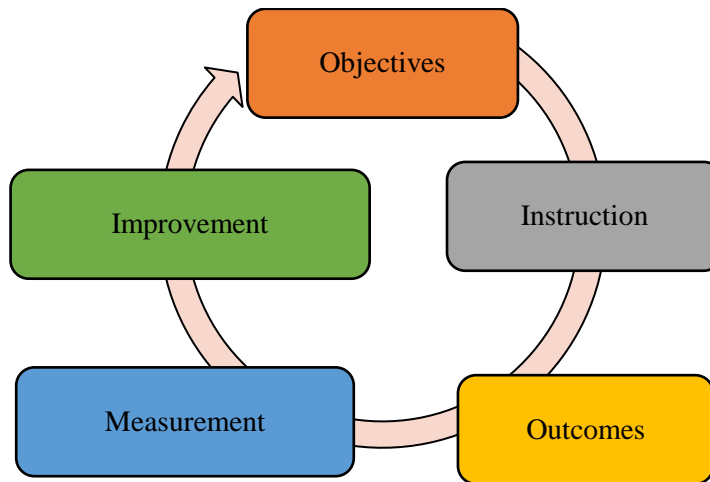 Objectives
Instruction
Outcomes
Measurement
Improvement